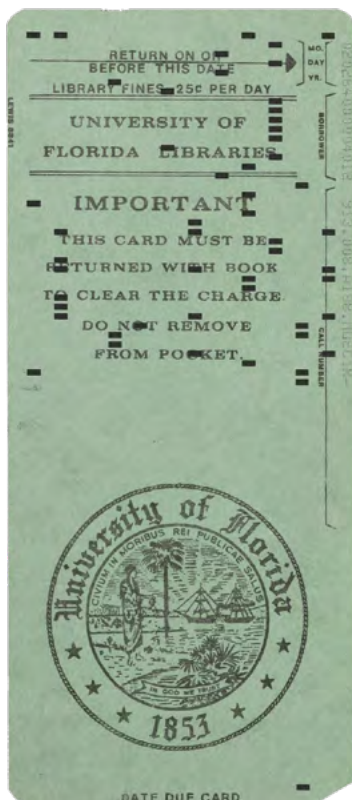 RETURN ON OR
BEFORE THIS DATE
LIBRARY FINES 25¢ PER DAY
UNIVERSITY OF
FLORIDA LIBRARIES
IMPORTANT
THIS CARD MUST BE
RETURNED WITH BOOK
TO CLEAR THE CHARGE
DO NOT REMOVE
FROM POCKET.
MO.
DAY
YR.
BORROWER
CALL NUMBER
University of Florida
CIVIUM IN MORIBUS REI PUBLICAE SALUS
IN GOD WE TRUST
1853
DATE DUE CARD